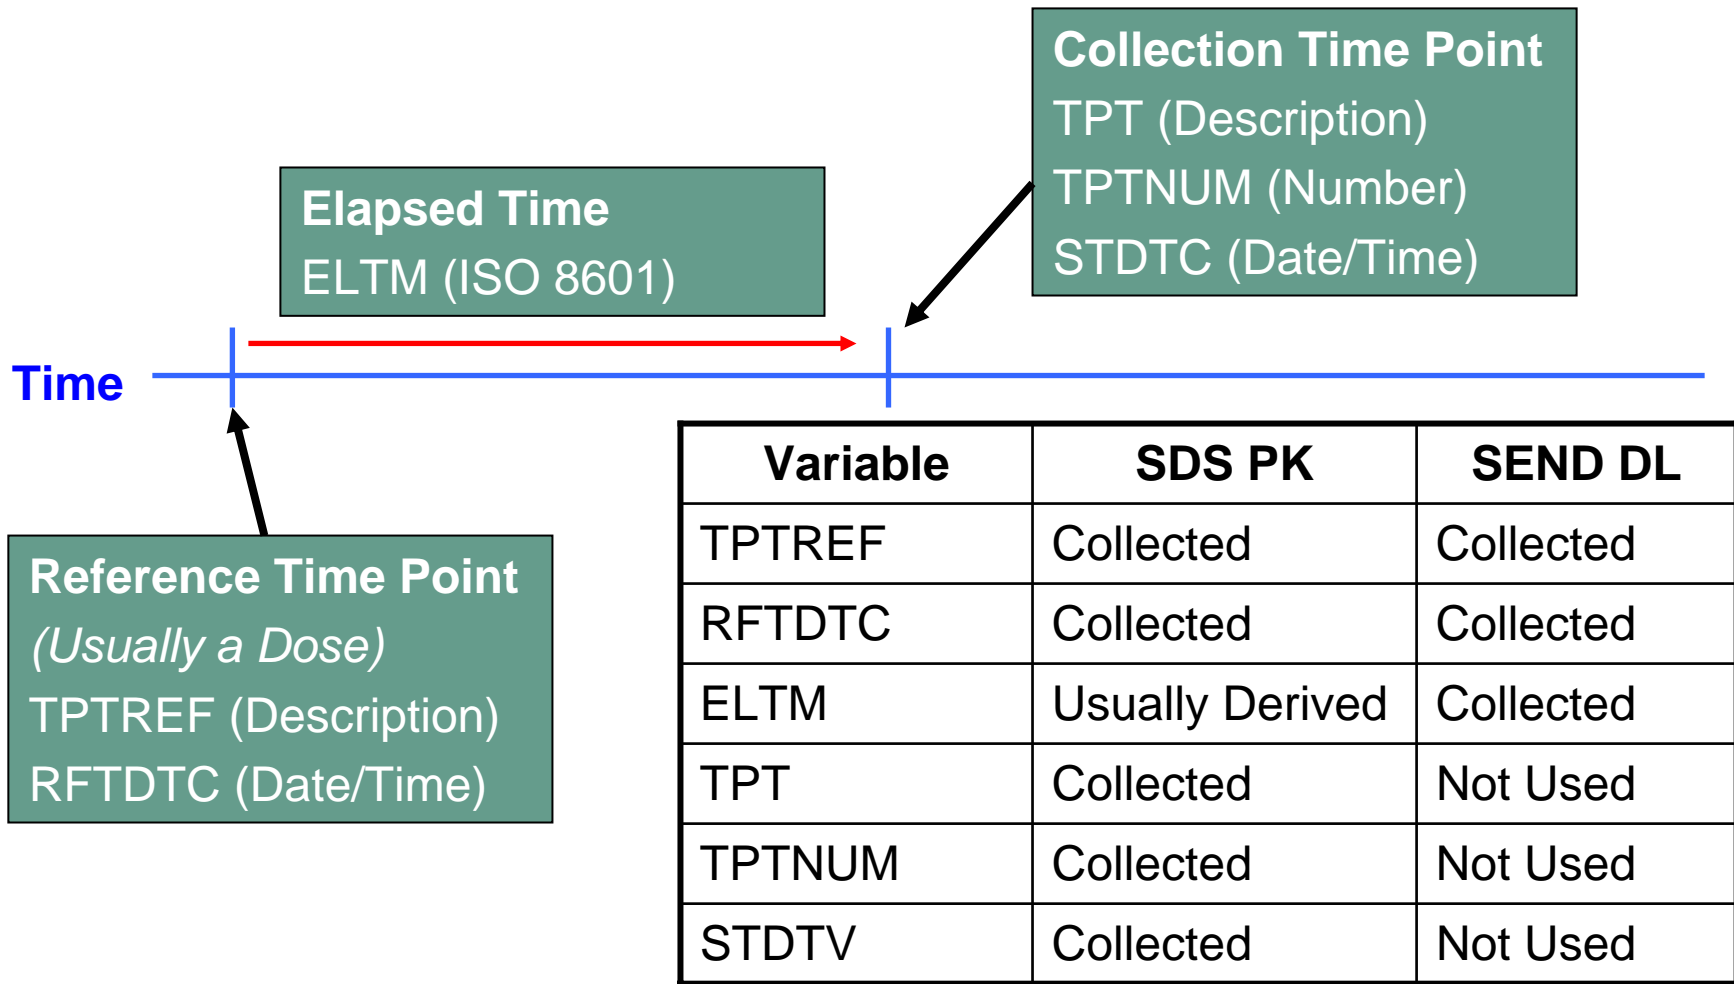 Collection Time Point
TPT (Description)
TPTNUM (Number)
STDTC (Date/Time)
Elapsed Time
ELTM (ISO 8601)
Time
Reference Time Point
(Usually a Dose)
TPTREF (Description)
RFTDTC (Date/Time)
Variable SDS PK SEND DL
TPTREF Collected Collected
RFTDTC Collected Collected
ELTM Usually Derived Collected
TPT Collected Not Used
TPTNUM Collected Not Used
STDTV Collected Not Used